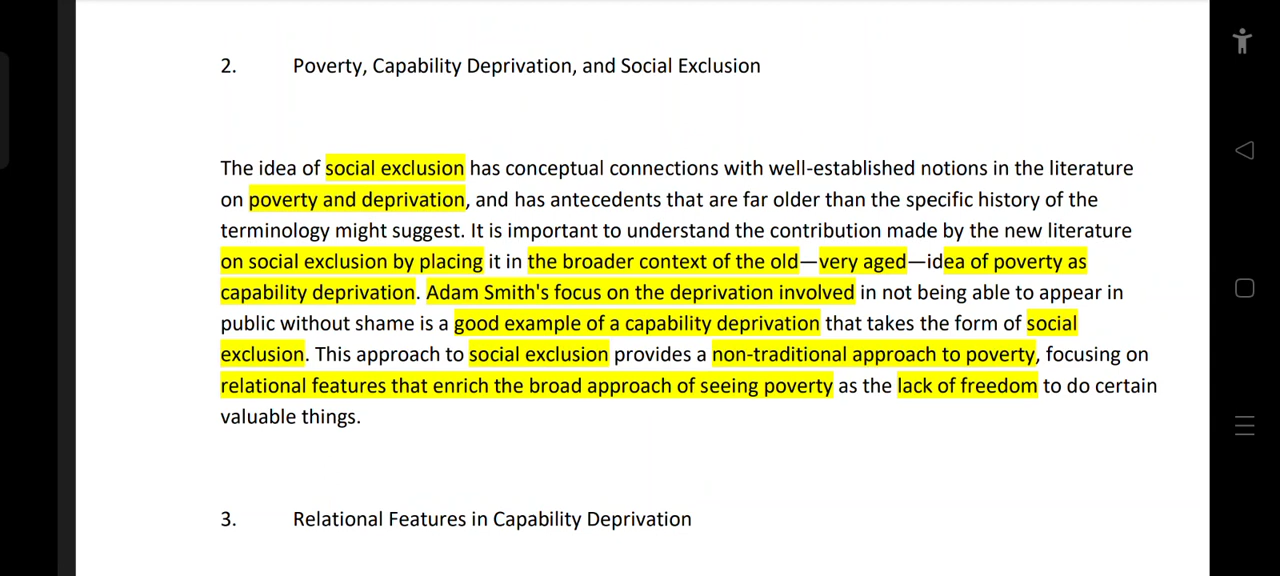 2. Poverty, Capability Deprivation, and Social Exclusion
The idea of social exclusion has conceptual connections with well-established notions in the literature
on poverty and deprivation, and has antecedents that are far older than the specific history of the
terminology might suggest. It is important to understand the contribution made by the new literature
on social exclusion by placing it in the broader context of the old—very aged—idea of poverty as
capability deprivation. Adam Smith's focus on the deprivation involved in not being able to appear in
public without shame is a good example of a capability deprivation that takes the form of social
exclusion. This approach to social exclusion provides a non-traditional approach to poverty, focusing on
relational features that enrich the broad approach of seeing poverty as the lack of freedom to do certain
valuable things.
3. Relational Features in Capability Deprivation